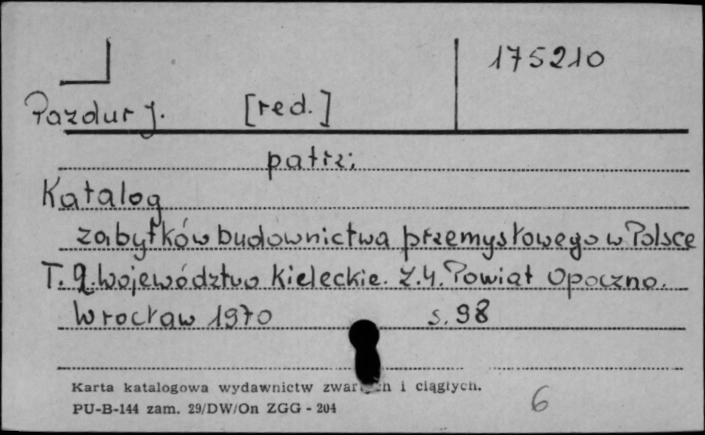 175210
Pazdur J. [red.]
patrz:
Katalog
zabytków budownictwa przemysłowego w Polsce
T. 2. Województwo Kieleckie. Z.4. Powiat Opoczno.
Wrocław 1970 s. 98
Karta katalogowa wydawnictw zwartych i ciągłych.
PU-B-144 zam. 29/DW/On ZGG - 204
6